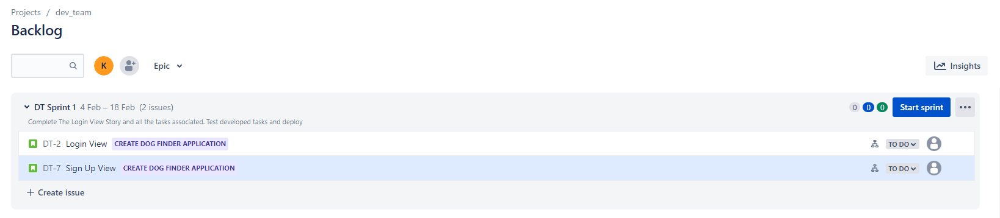 Projects / dev_team
Backlog
K Epic Insights
DT Sprint 1 4 Feb – 18 Feb (2 issues) 0 0 0 Start sprint
Complete The Login View Story and all the tasks associated. Test developed tasks and deploy
DT-2 Login View CREATE DOG FINDER APPLICATION TO DO
DT-7 Sign Up View CREATE DOG FINDER APPLICATION TO DO
+ Create issue